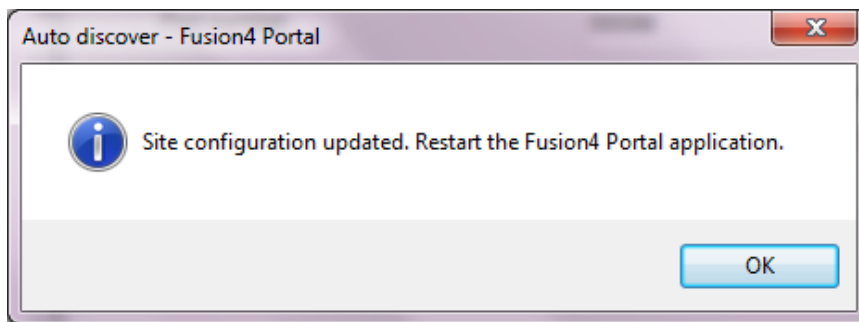 Auto discover - Fusion4 Portal
Site configuration updated. Restart the Fusion4 Portal application.
OK